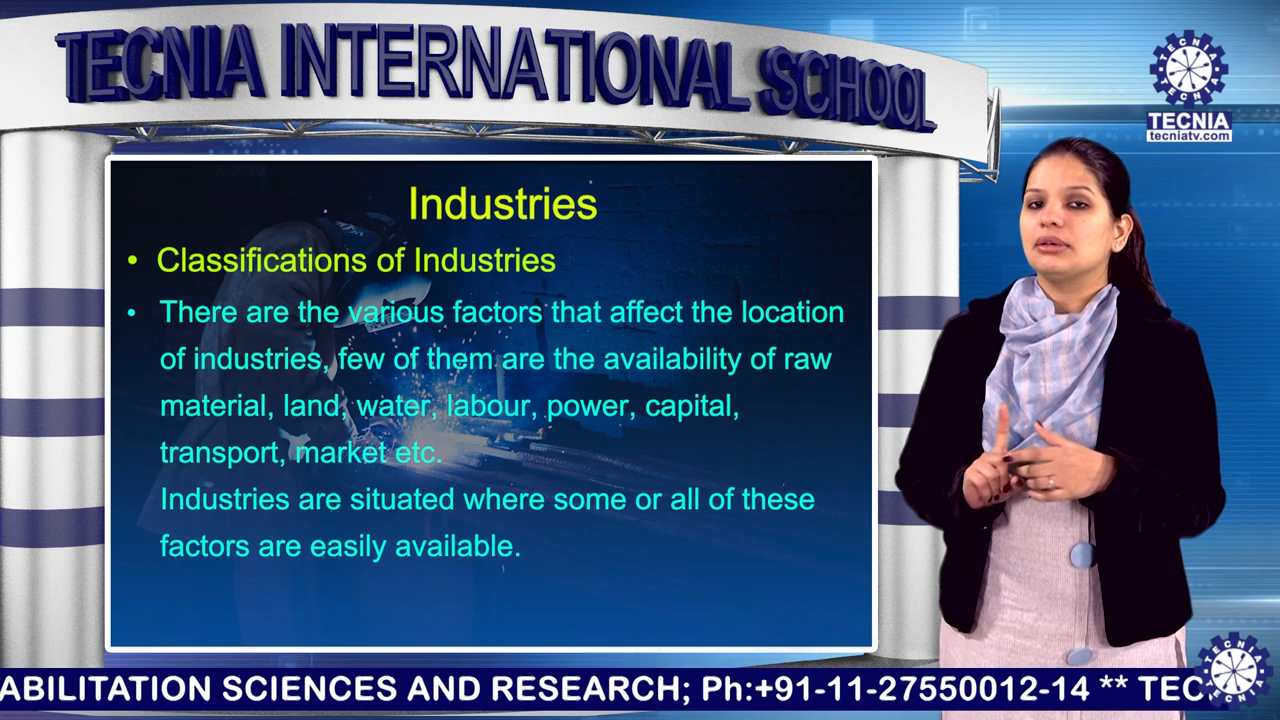 TECNIA INTERNATIONAL SCHOOL
TECNIA
TECNIA
TECNIA
tecniatv.com
Industries
• Classifications of Industries
• There are the various factors that affect the location
of industries, few of them are the availability of raw
material, land, water, labour, power, capital,
transport, market etc.
Industries are situated where some or all of these
factors are easily available.
ABILITATION SCIENCES AND RESEARCH; Ph:+91-11-27550012-14 ** TEC
TECNIA
TECNIA